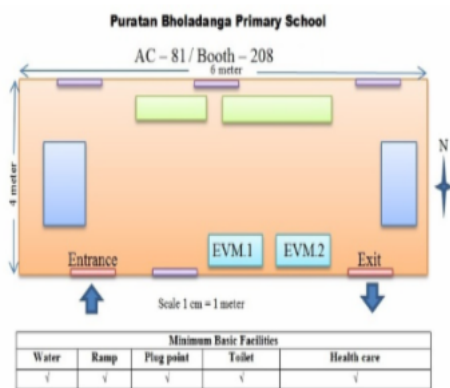 Puratan Bholadanga Primary School
AC – 81 / Booth – 208
6 meter
4 meter
N
Entrance
EVM.1
EVM.2
Exit
Scale 1 cm = 1 meter
Minimum Basic Facilities
Water Ramp Plug point Toilet Health care
√ √ √ √ √